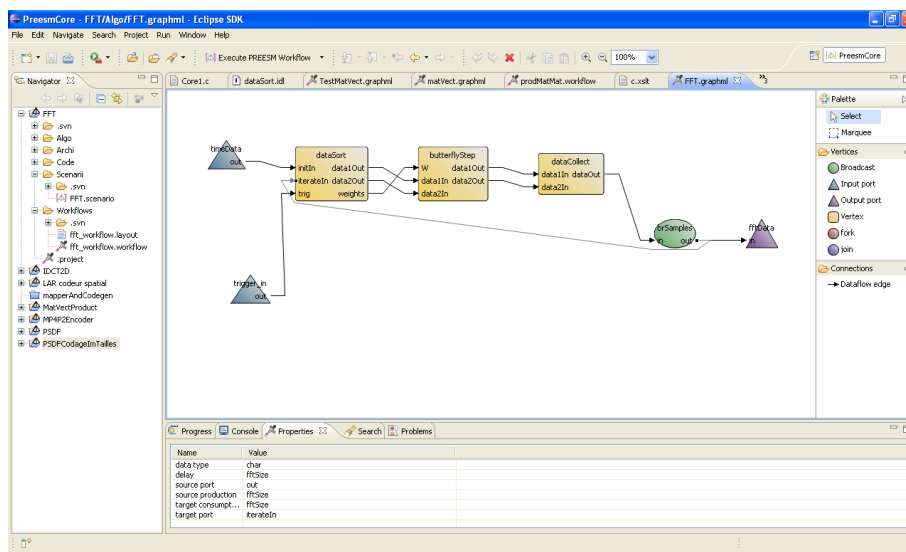 PreesmCore - FFT/Algo/FFT.graphml - Eclipse SDK
File Edit Navigate Search Project Run Window Help
Execute PREESM Workflow
100%
PreesmCore
Navigator
Core1.c dataSort.idl TestMatVect.graphml matVect.graphml prodMatMat.workflow c.xslt FFT.graphml 3
FFT
.svn
Algo
Archi
Code
Scenarii
.svn
FFT.scenario
Workflows
.svn
fft_workflow.layout
fft_workflow.workflow
.project
IDCT2D
LAR codeur spatial
mapperAndCodegen
MatVectProduct
MP4P2Encoder
PSDF
PSDFCodageImTailles
timeData
out
dataSort
initIn data1Out
iterateIn data2Out
trig weights
butterflyStep
W data1Out
data1In data2Out
data2In
dataCollect
data1In dataOut
data2In
brSamples
in out
fftData
in
trigger_in
out
Palette
Select
Marquee
Vertices
Broadcast
Input port
Output port
Vertex
fork
join
Connections
Dataflow edge
Progress Console Properties Search Problems
Name Value
data type char
delay fftSize
source port out
source production fftSize
target consumpt... fftSize
target port iterateIn